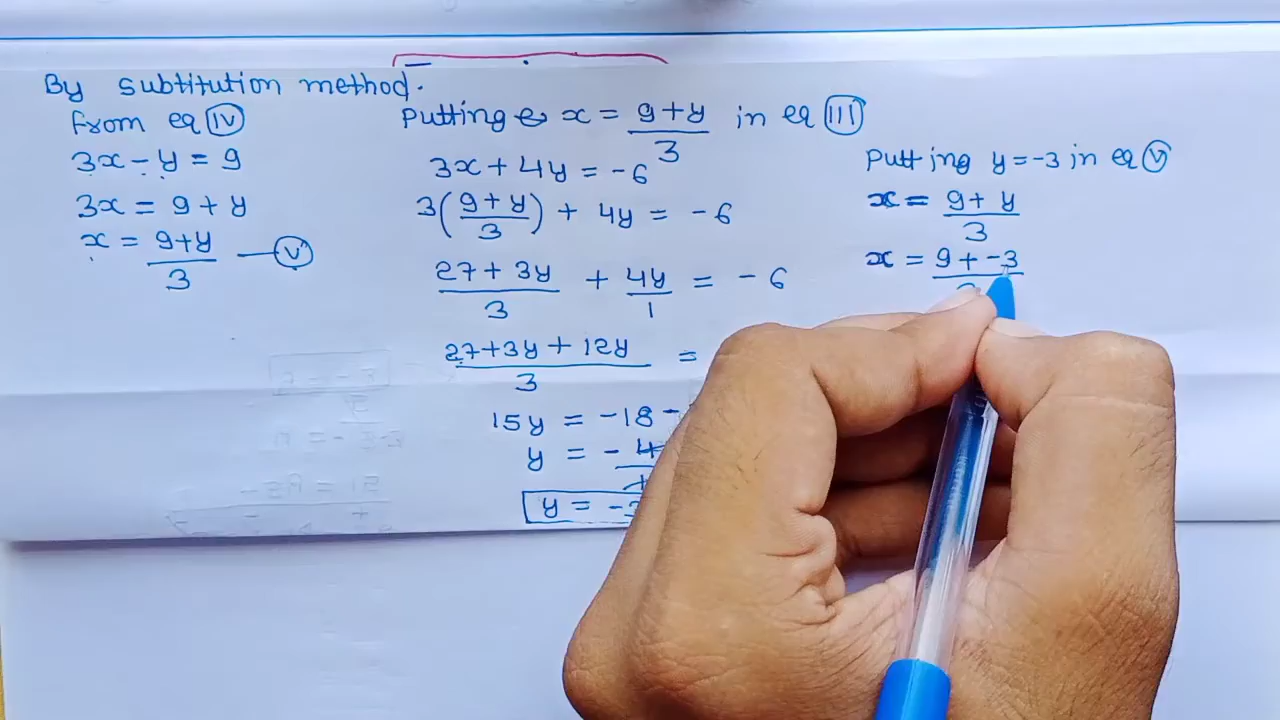 By subtitution method.
from eq IV
3x - y = 9
3x = 9 + y
x = 9+y/3 — V
Putting x = 9+y/3 in eq III
3x + 4y = -6
3(9+y/3) + 4y = -6
27 + 3y/3 + 4y/1 = -6
27+3y + 12y/3 =
15y = -18 -
y = -4
y = -3
Putting y = -3 in eq V
x = 9+y/3
x = 9 + -3